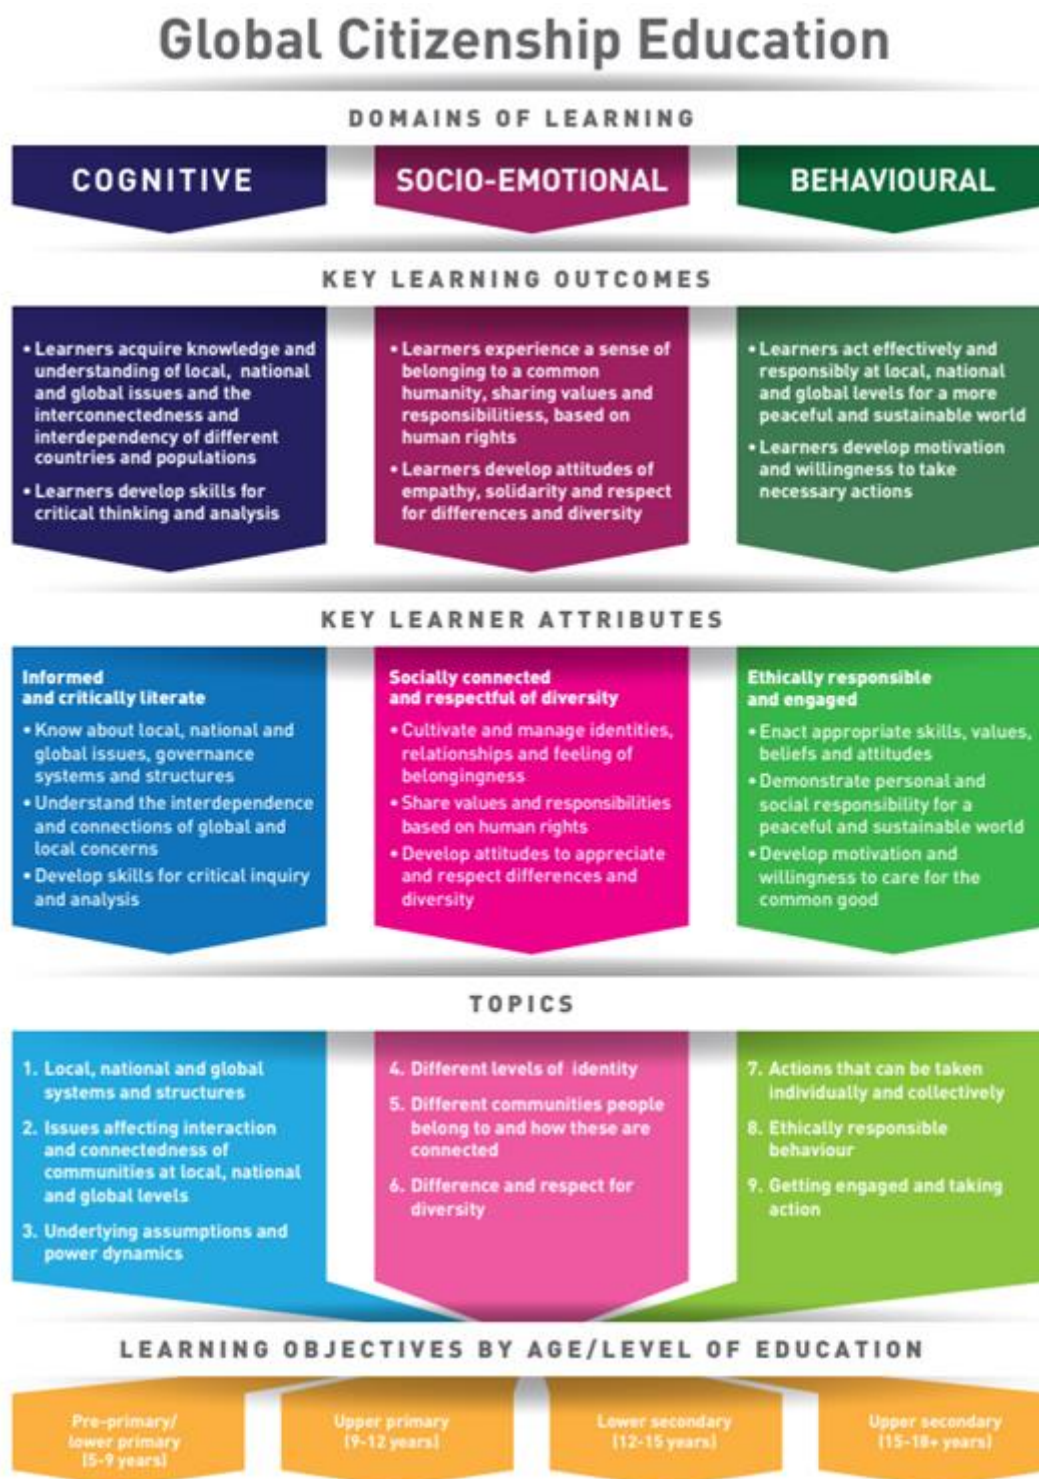 Global Citizenship Education
DOMAINS OF LEARNING
COGNITIVE
SOCIO-EMOTIONAL
BEHAVIOURAL
KEY LEARNING OUTCOMES
• Learners acquire knowledge and
understanding of local, national
and global issues and the
interconnectedness and
interdependency of different
countries and populations
• Learners develop skills for
critical thinking and analysis
• Learners experience a sense of
belonging to a common
humanity, sharing values and
responsibilitiess, based on
human rights
• Learners develop attitudes of
empathy, solidarity and respect
for differences and diversity
• Learners act effectively and
responsibly at local, national
and global levels for a more
peaceful and sustainable world
• Learners develop motivation
and willingness to take
necessary actions
KEY LEARNER ATTRIBUTES
Informed
and critically literate
• Know about local, national and
global issues, governance
systems and structures
• Understand the interdependence
and connections of global and
local concerns
• Develop skills for critical inquiry
and analysis
Socially connected
and respectful of diversity
• Cultivate and manage identities,
relationships and feeling of
belongingness
• Share values and responsibilities
based on human rights
• Develop attitudes to appreciate
and respect differences and
diversity
Ethically responsible
and engaged
• Enact appropriate skills, values,
beliefs and attitudes
• Demonstrate personal and
social responsibility for a
peaceful and sustainable world
• Develop motivation and
willingness to care for the
common good
TOPICS
1. Local, national and global
systems and structures
2. Issues affecting interaction
and connectedness of
communities at local, national
and global levels
3. Underlying assumptions and
power dynamics
4. Different levels of identity
5. Different communities people
belong to and how these are
connected
6. Difference and respect for
diversity
7. Actions that can be taken
individually and collectively
8. Ethically responsible
behaviour
9. Getting engaged and taking
action
LEARNING OBJECTIVES BY AGE/LEVEL OF EDUCATION
Pre-primary/
lower primary
(5-9 years)
Upper primary
(9-12 years)
Lower secondary
(12-15 years)
Upper secondary
(15-18+ years)